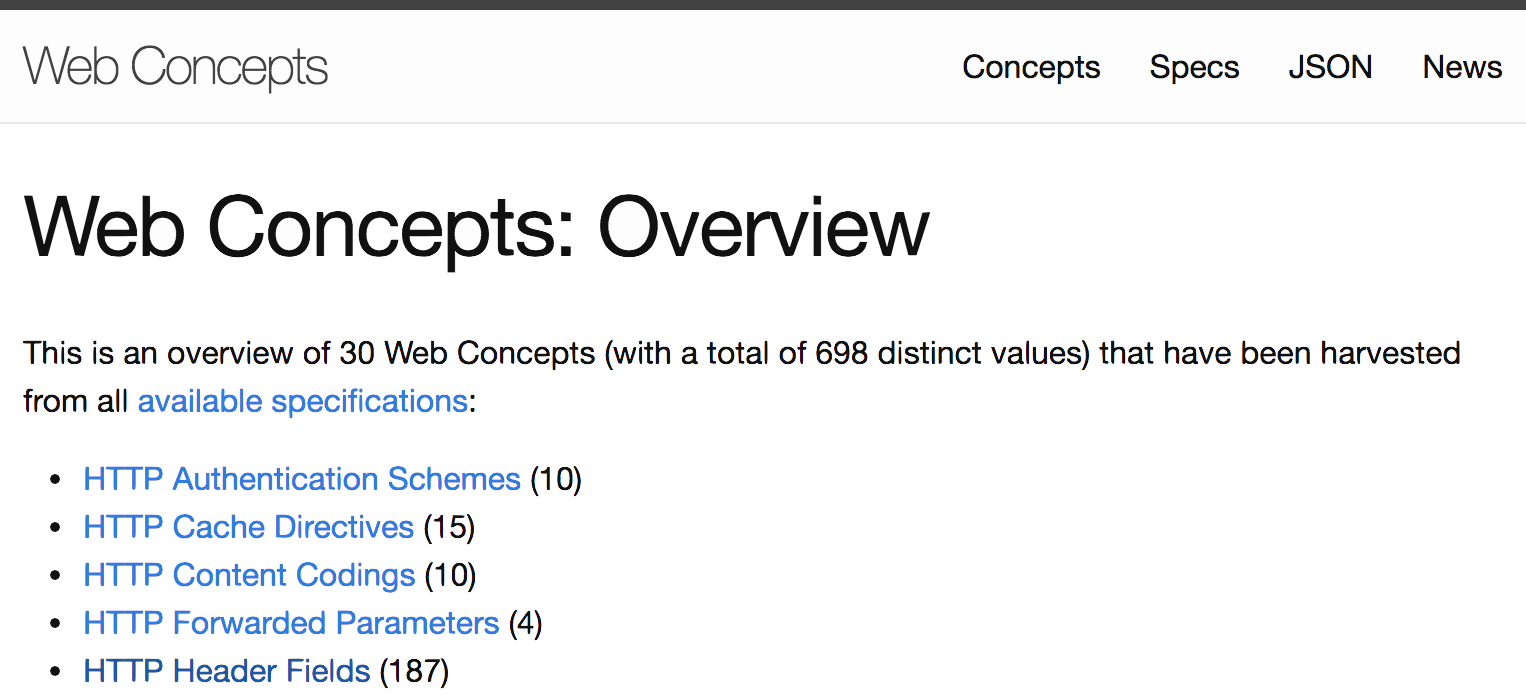 Web Concepts
Concepts Specs JSON News
Web Concepts: Overview
This is an overview of 30 Web Concepts (with a total of 698 distinct values) that have been harvested
from all available specifications:
• HTTP Authentication Schemes (10)
• HTTP Cache Directives (15)
• HTTP Content Codings (10)
• HTTP Forwarded Parameters (4)
• HTTP Header Fields (187)